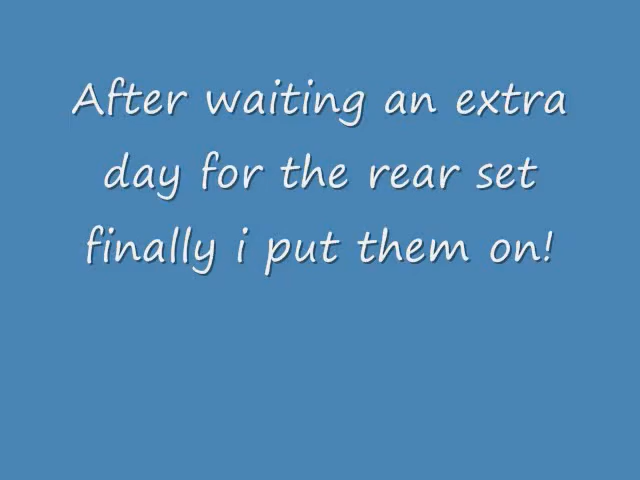 After waiting an extra
day for the rear set
finally i put them on!